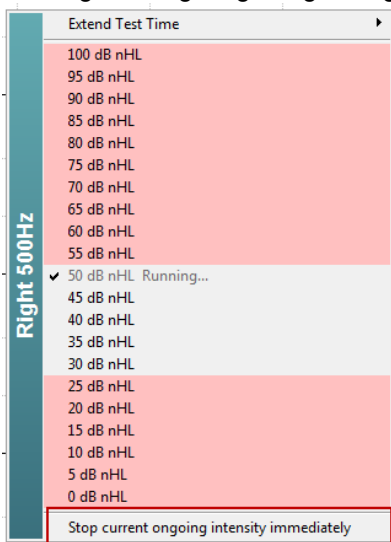 Extend Test Time
100 dB nHL
95 dB nHL
90 dB nHL
85 dB nHL
80 dB nHL
75 dB nHL
70 dB nHL
65 dB nHL
60 dB nHL
55 dB nHL
50 dB nHL Running...
45 dB nHL
40 dB nHL
35 dB nHL
30 dB nHL
25 dB nHL
20 dB nHL
15 dB nHL
10 dB nHL
5 dB nHL
0 dB nHL
Stop current ongoing intensity immediately
Right 500Hz